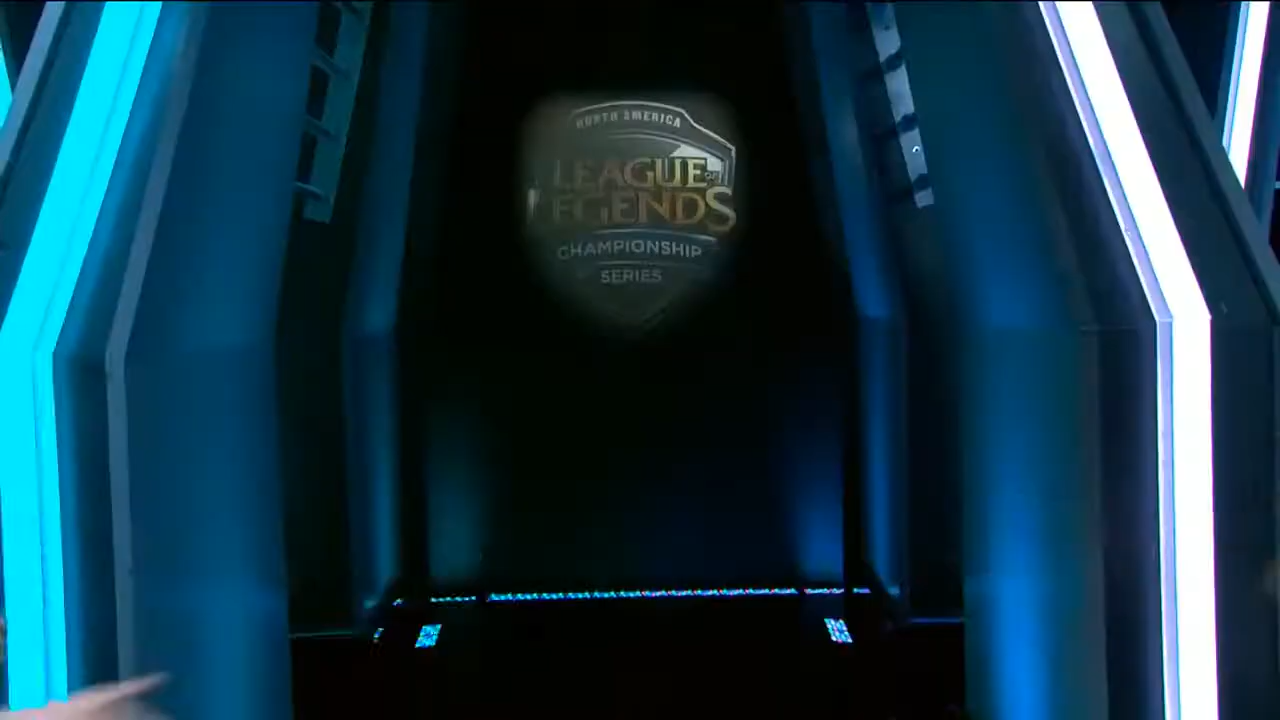 NORTH AMERICA
LEAGUE OF
LEGENDS
CHAMPIONSHIP
SERIES